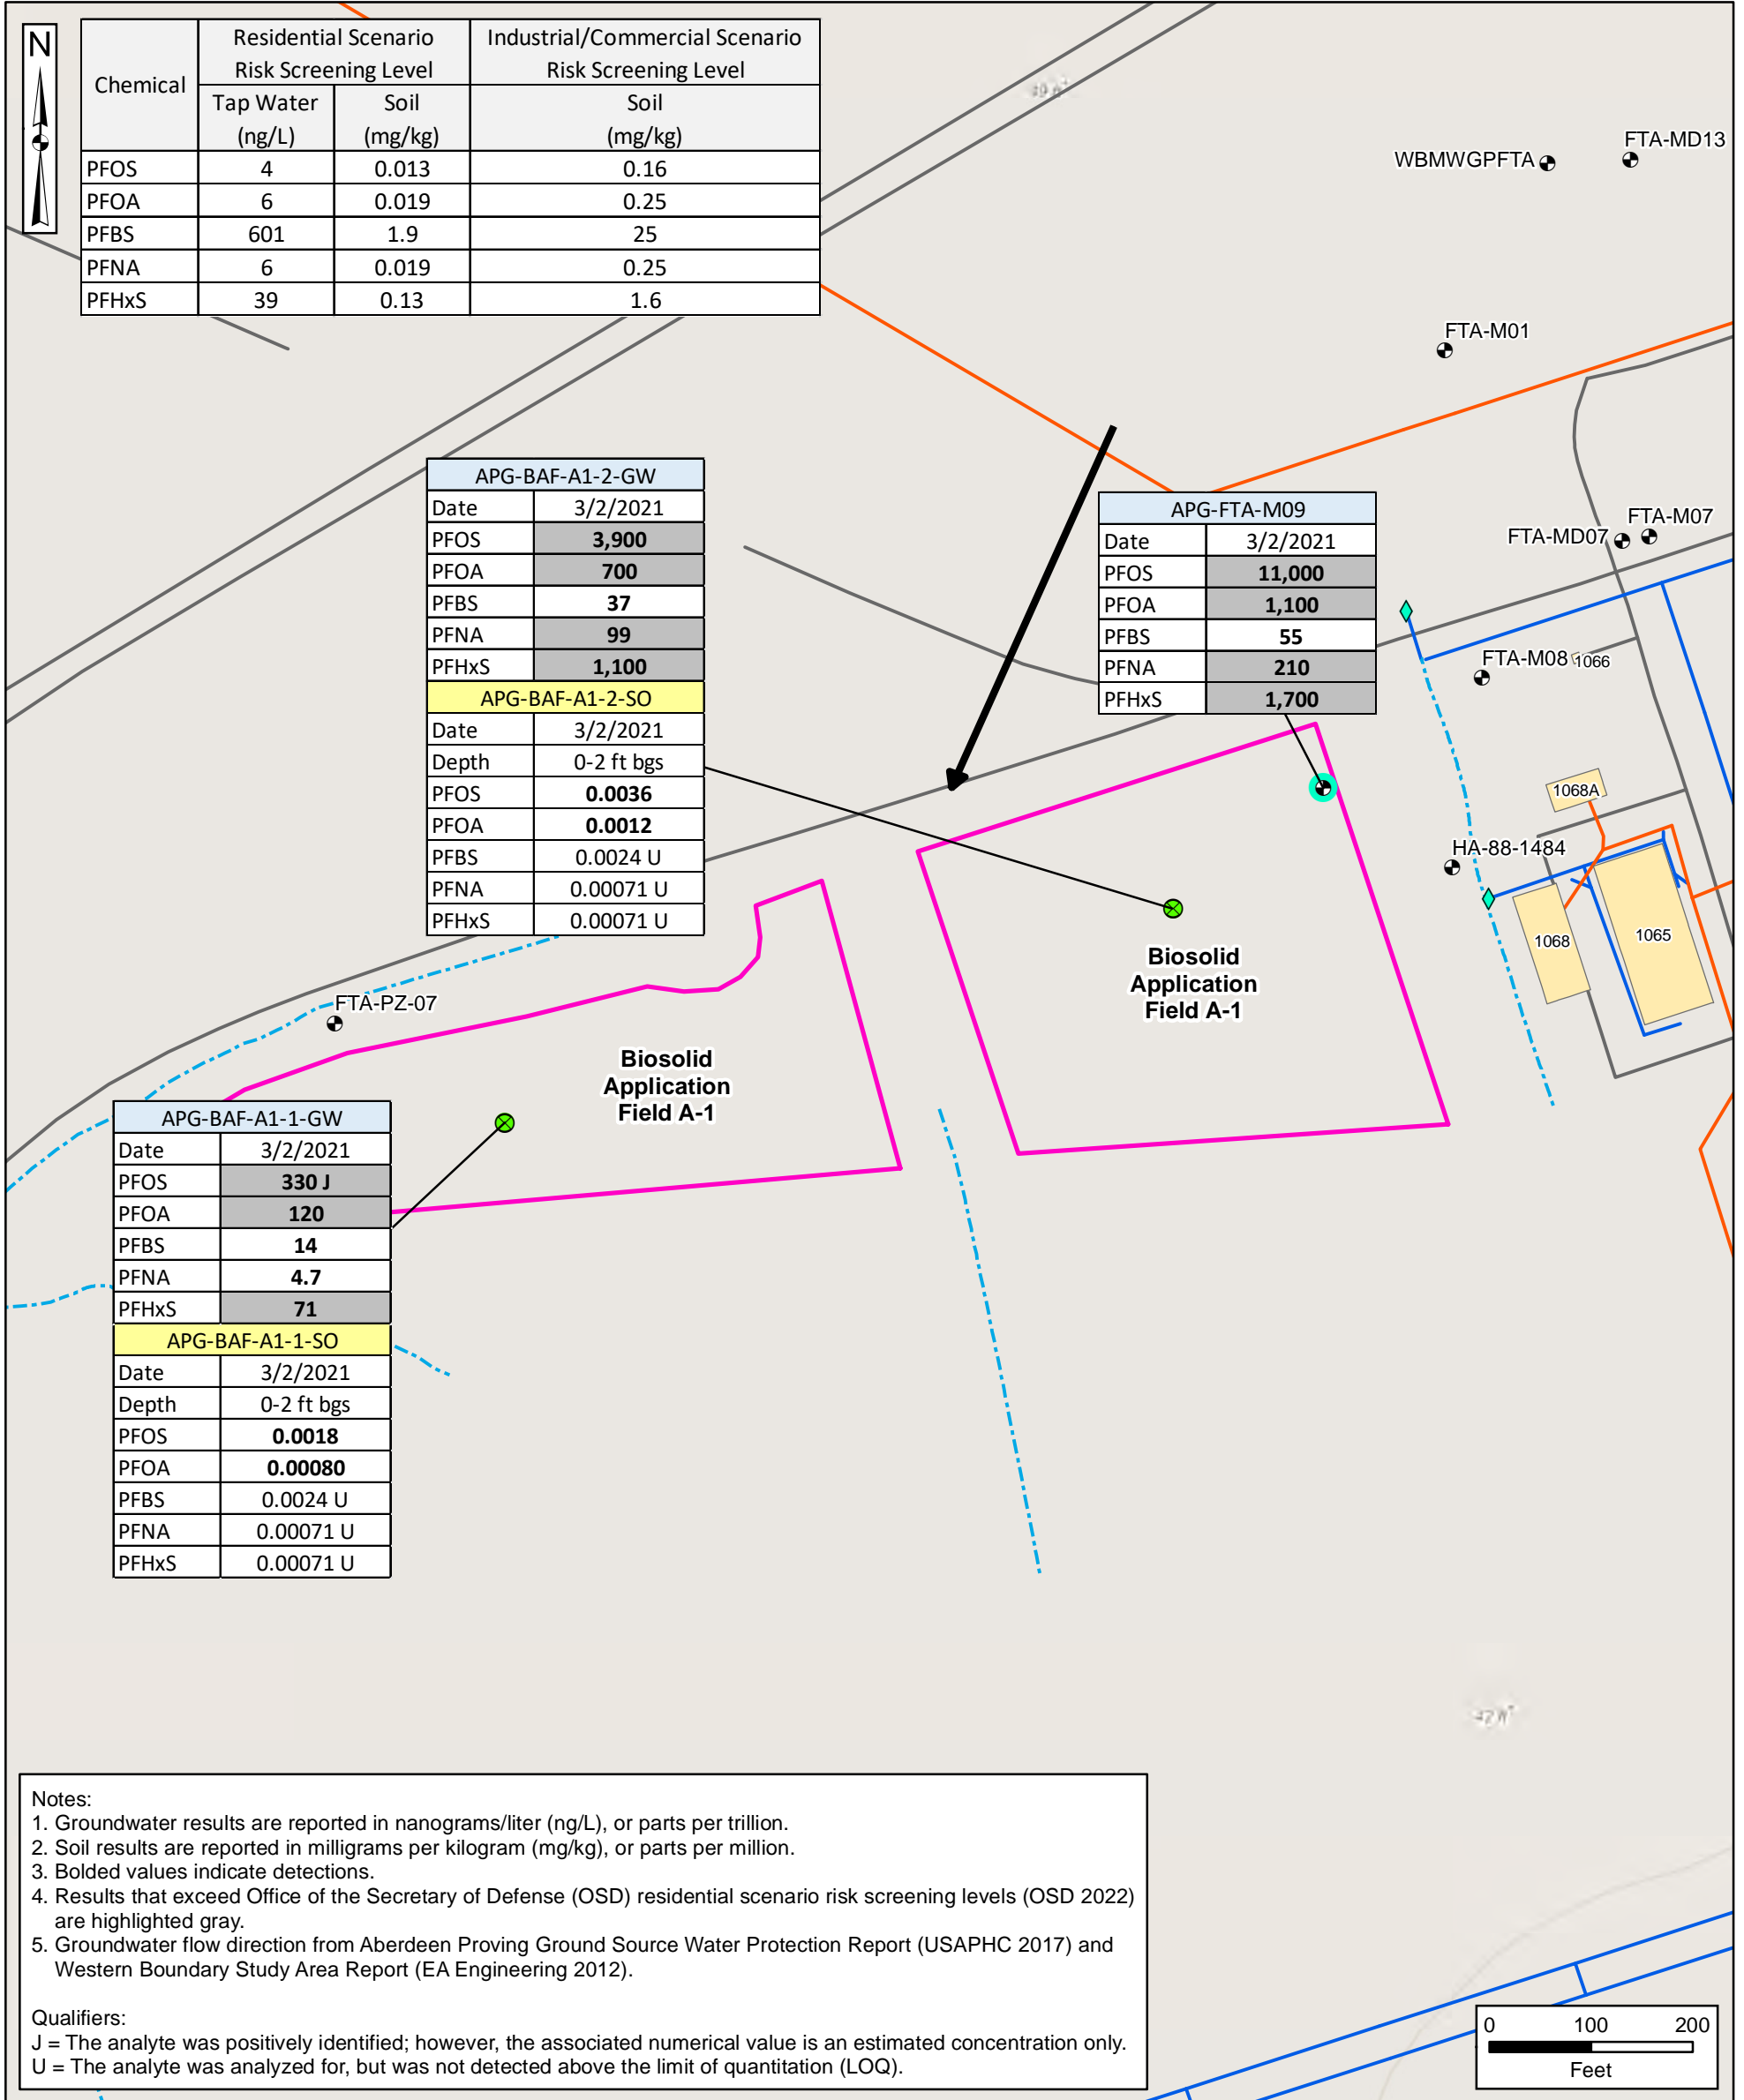 N
Chemical
Residential Scenario
Risk Screening Level
Industrial/Commercial Scenario
Risk Screening Level
Tap Water
(ng/L)
Soil
(mg/kg)
Soil
(mg/kg)
PFOS 4 0.013 0.16
PFOA 6 0.019 0.25
PFBS 601 1.9 25
PFNA 6 0.019 0.25
PFHxS 39 0.13 1.6
FTA-MD13
WBMWGPFTA
FTA-M01
APG-BAF-A1-2-GW
Date 3/2/2021
PFOS 3,900
PFOA 700
PFBS 37
PFNA 99
PFHxS 1,100
APG-BAF-A1-2-SO
Date 3/2/2021
Depth 0-2 ft bgs
PFOS 0.0036
PFOA 0.0012
PFBS 0.0024 U
PFNA 0.00071 U
PFHxS 0.00071 U
APG-FTA-M09
Date 3/2/2021
PFOS 11,000
PFOA 1,100
PFBS 55
PFNA 210
PFHxS 1,700
FTA-M07
FTA-MD07
FTA-M08
1066
1068A
HA-88-1484
1068
1065
Biosolid
Application
Field A-1
FTA-PZ-07
Biosolid
Application
Field A-1
APG-BAF-A1-1-GW
Date 3/2/2021
PFOS 330 J
PFOA 120
PFBS 14
PFNA 4.7
PFHxS 71
APG-BAF-A1-1-SO
Date 3/2/2021
Depth 0-2 ft bgs
PFOS 0.0018
PFOA 0.00080
PFBS 0.0024 U
PFNA 0.00071 U
PFHxS 0.00071 U
Notes:
1. Groundwater results are reported in nanograms/liter (ng/L), or parts per trillion.
2. Soil results are reported in milligrams per kilogram (mg/kg), or parts per million.
3. Bolded values indicate detections.
4. Results that exceed Office of the Secretary of Defense (OSD) residential scenario risk screening levels (OSD 2022)
are highlighted gray.
5. Groundwater flow direction from Aberdeen Proving Ground Source Water Protection Report (USAPHC 2017) and
Western Boundary Study Area Report (EA Engineering 2012).
Qualifiers:
J = The analyte was positively identified; however, the associated numerical value is an estimated concentration only.
U = The analyte was analyzed for, but was not detected above the limit of quantitation (LOQ).
0 100 200
Feet